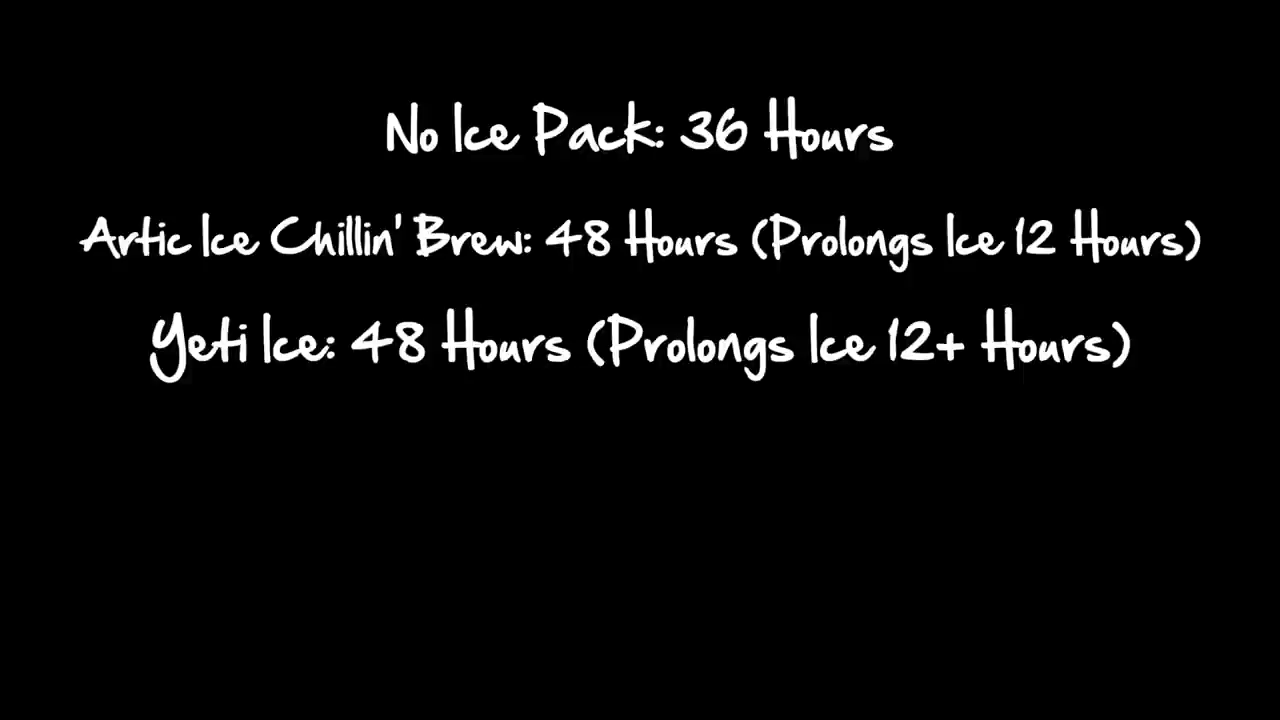 No Ice Pack: 36 Hours
Artic Ice Chillin' Brew: 48 Hours (Prolongs Ice 12 Hours)
Yeti Ice: 48 Hours (Prolongs Ice 12+ Hours)